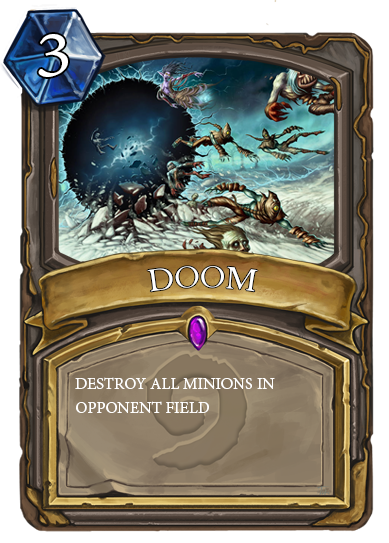 3
DOOM
DESTROY ALL MINIONS IN
OPPONENT FIELD